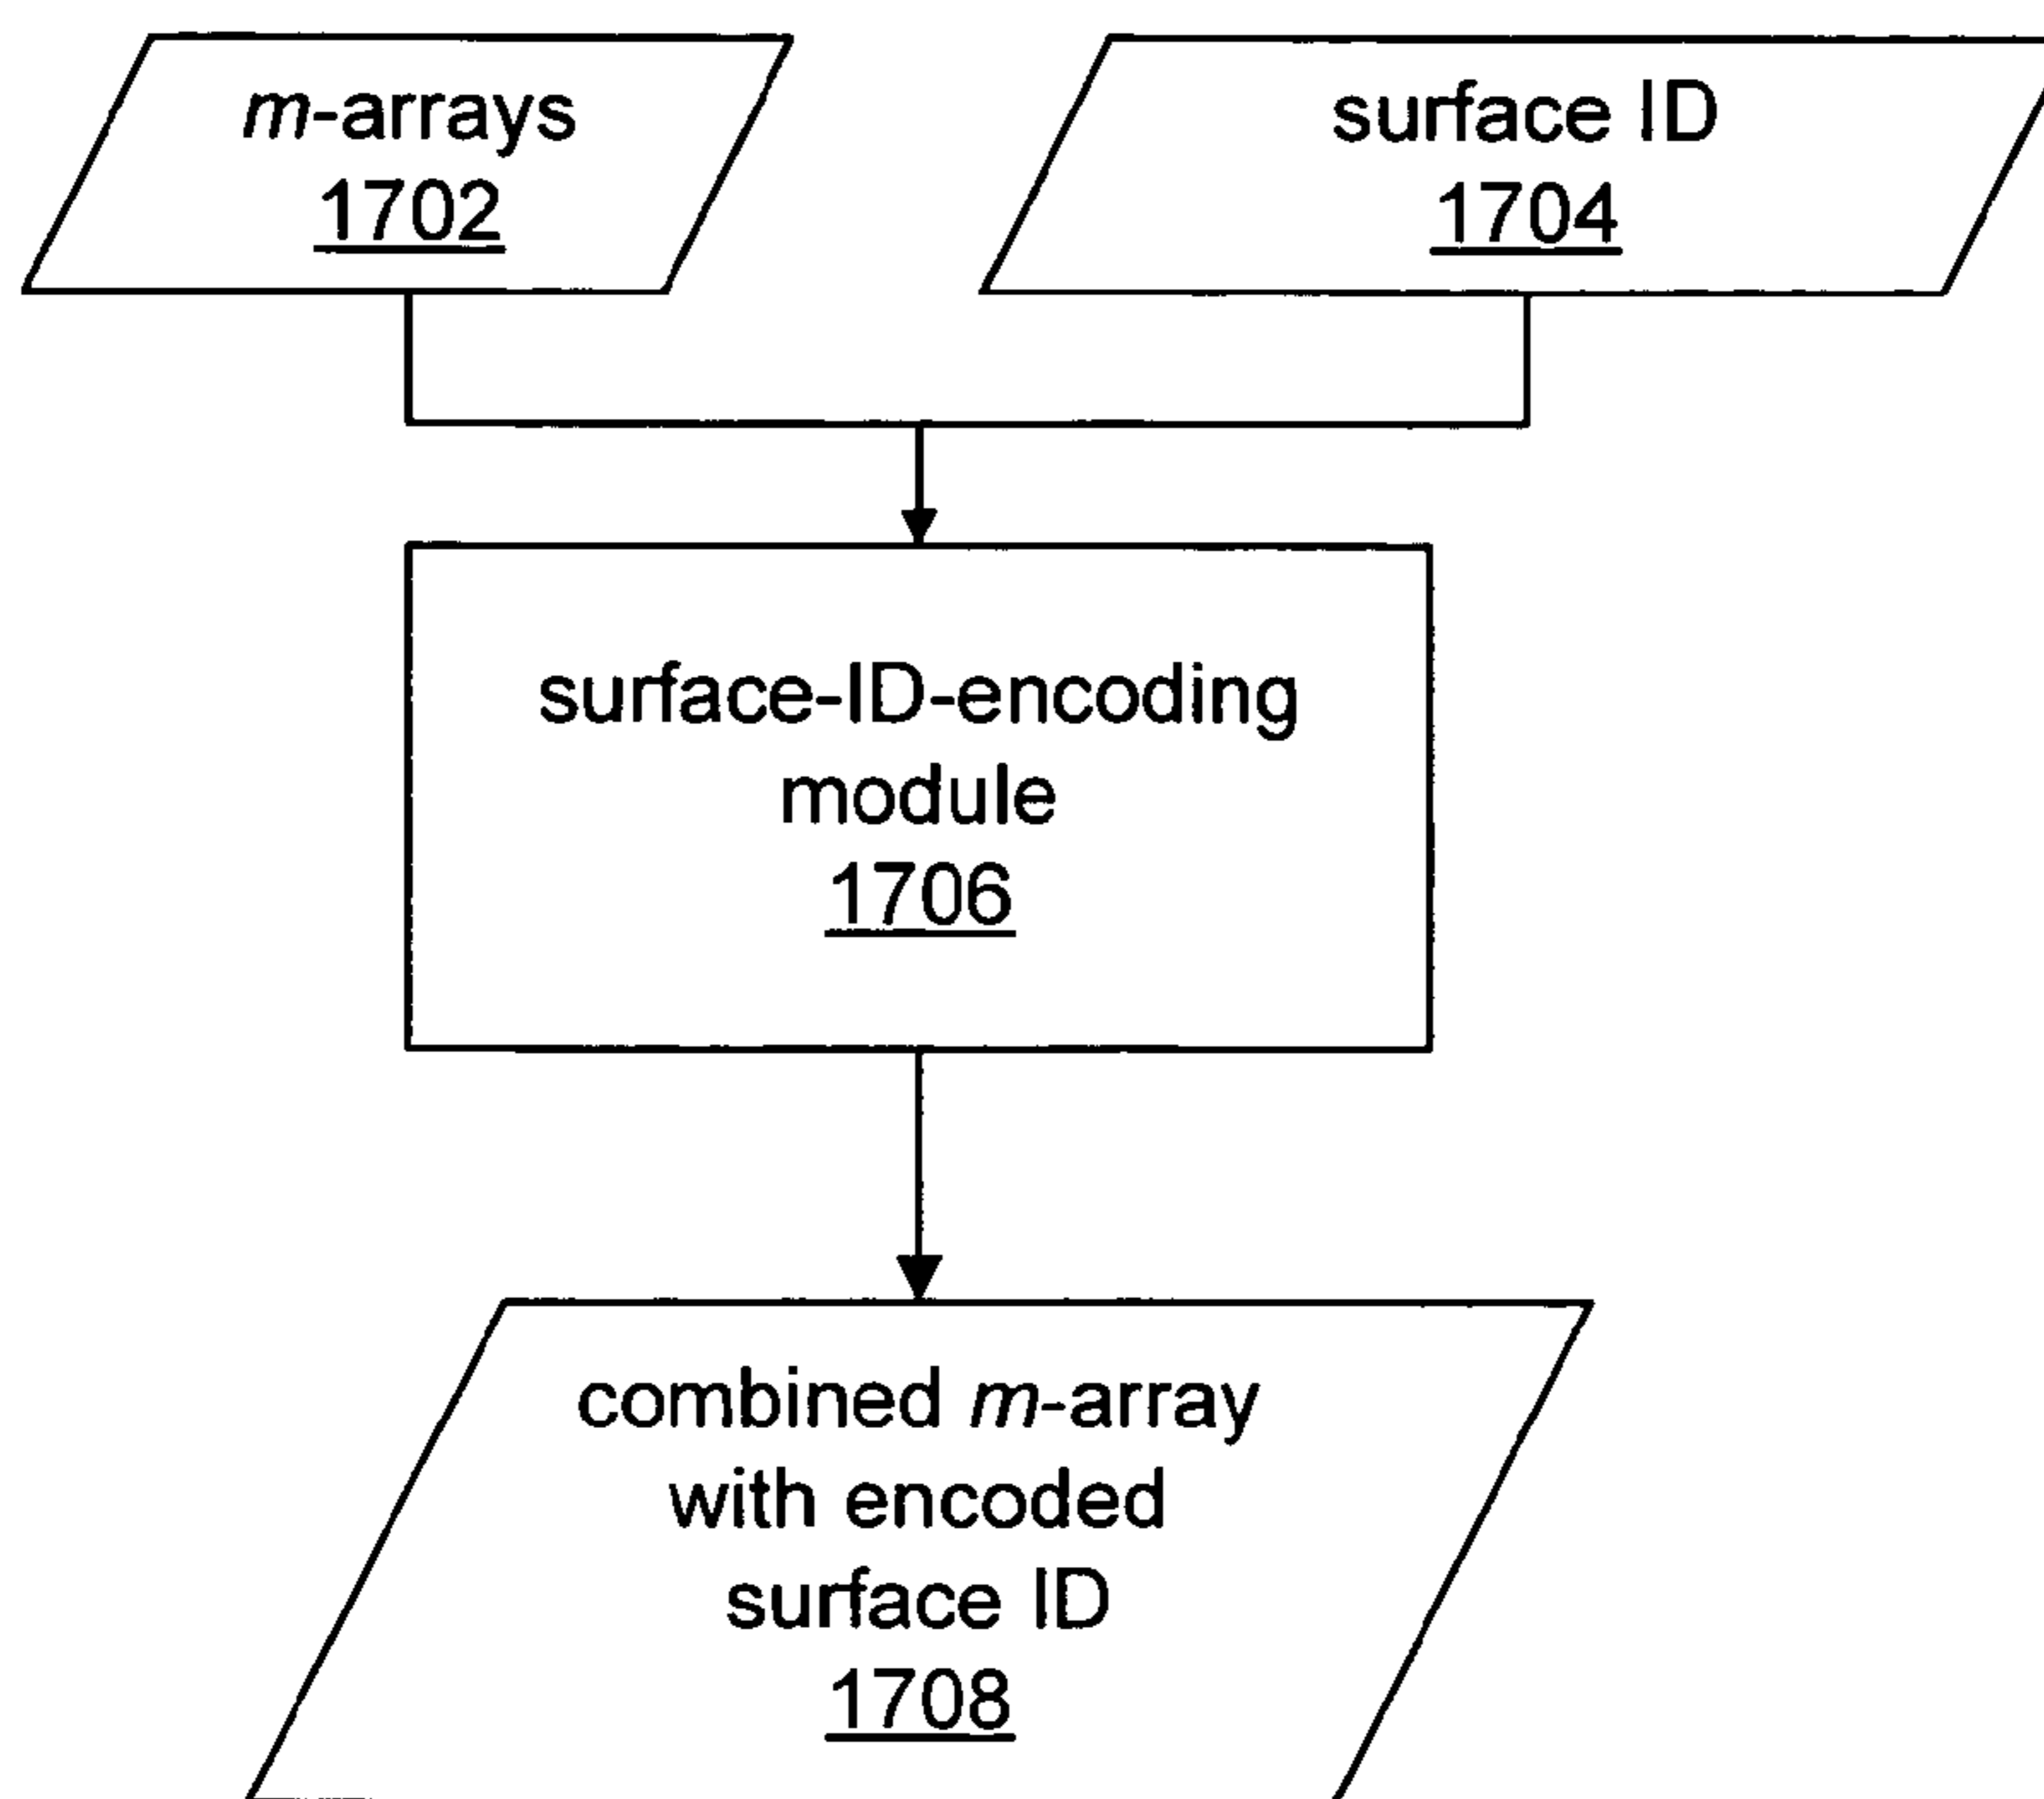 m-arrays
1702
surface ID
1704
surface-ID-encoding
module
1706
combined m-array
with encoded
surface ID
1708